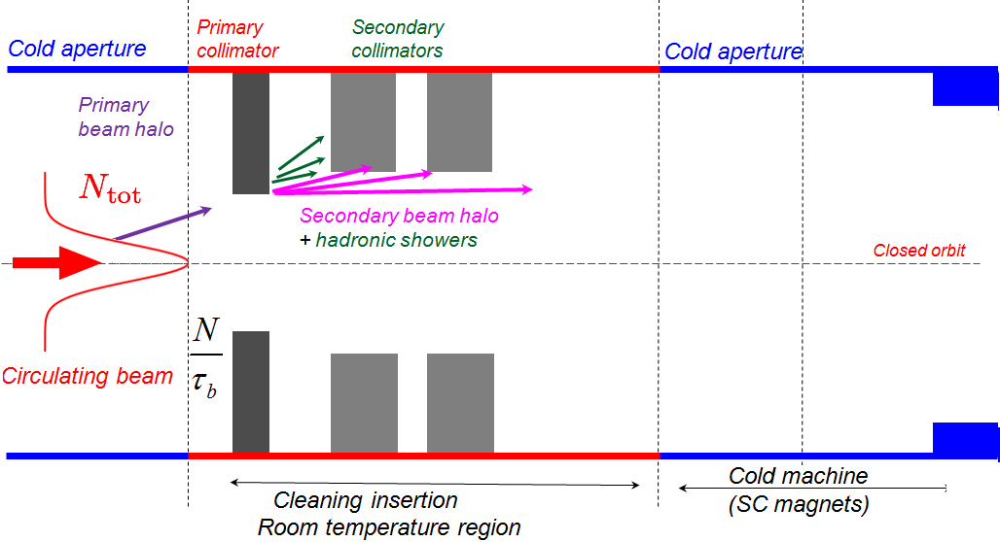 Cold aperture
Primary
collimator
Secondary
collimators
Cold aperture
Primary
beam halo
N_tot
Secondary beam halo
+ hadronic showers
Closed orbit
N
τ_b
Circulating beam
Cleaning insertion
Room temperature region
Cold machine
(SC magnets)